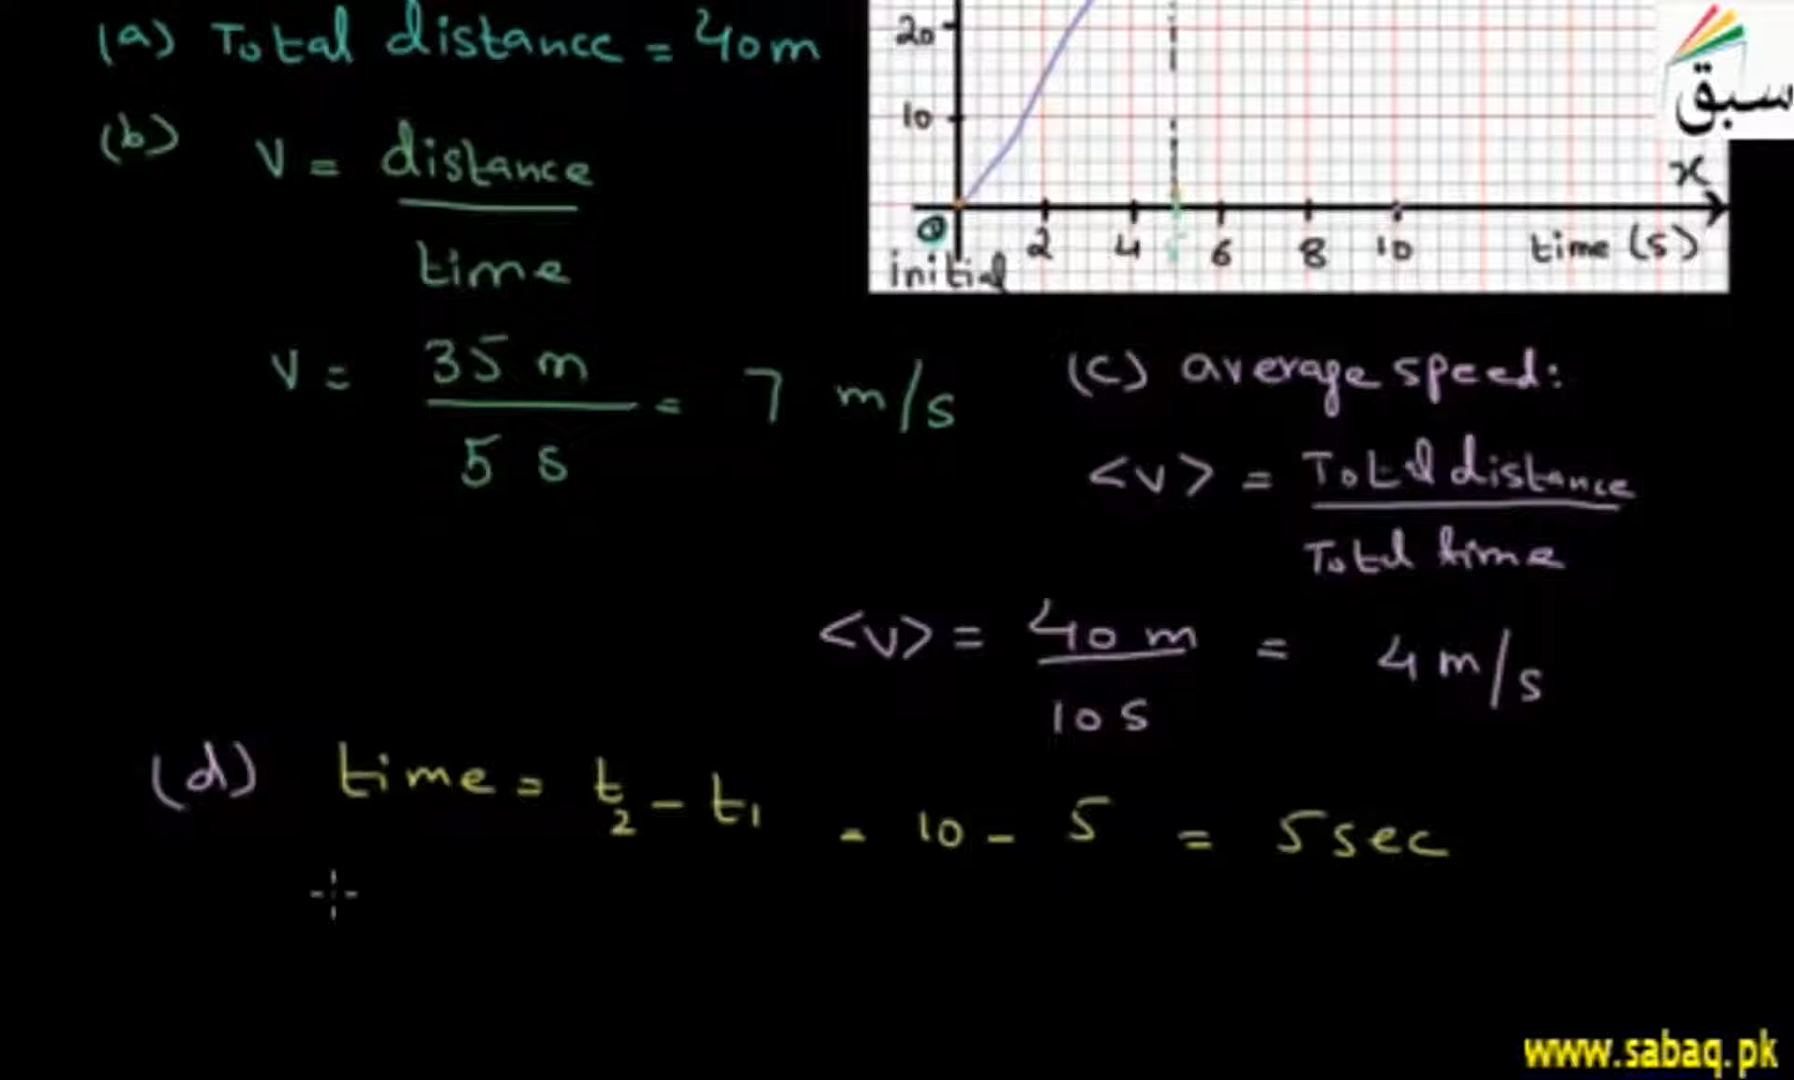 (a) Total distance = 40m
(b) V = distance
time
V = 35 m = 7 m/s
5 s
20
10
0 2 4 5 6 8 10 time (s)
initial
x
سبق
(c) average speed:
<v> = Total distance
Total time
<v> = 40 m = 4 m/s
10 s
(d) time = t2 - t1 = 10 - 5 = 5 sec
www.sabaq.pk